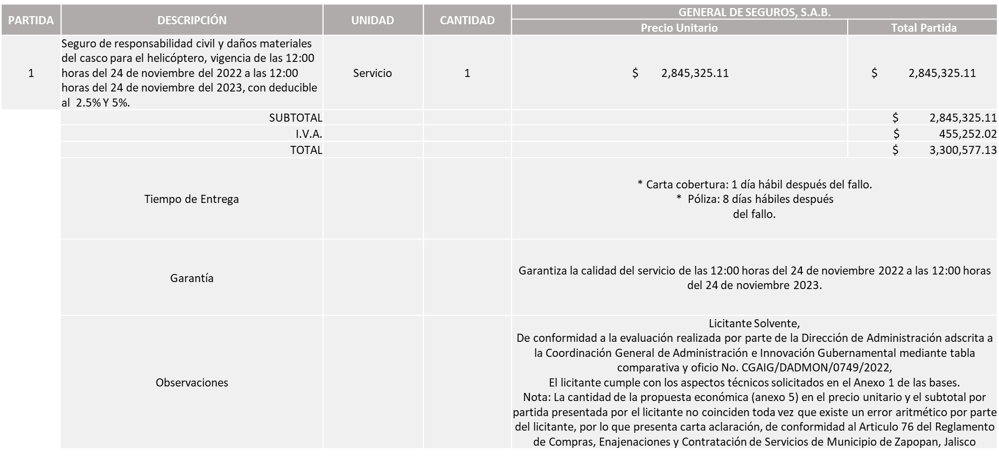 PARTIDA DESCRIPCIÓN UNIDAD CANTIDAD GENERAL DE SEGUROS, S.A.B.
Precio Unitario Total Partida
1
Seguro de responsabilidad civil y daños materiales
del casco para el helicóptero, vigencia de las 12:00
horas del 24 de noviembre del 2022 a las 12:00
horas del 24 de noviembre del 2023, con deducible
al 2.5% Y 5%.
Servicio 1 $ 2,845,325.11 $ 2,845,325.11
SUBTOTAL $ 2,845,325.11
I.V.A. $ 455,252.02
TOTAL $ 3,300,577.13
Tiempo de Entrega
* Carta cobertura: 1 día hábil después del fallo.
* Póliza: 8 días hábiles después
del fallo.
Garantía
Garantiza la calidad del servicio de las 12:00 horas del 24 de noviembre 2022 a las 12:00 horas
del 24 de noviembre 2023.
Observaciones
Licitante Solvente,
De conformidad a la evaluación realizada por parte de la Dirección de Administración adscrita a
la Coordinación General de Administración e Innovación Gubernamental mediante tabla
comparativa y oficio No. CGAIG/DADMON/0749/2022,
El licitante cumple con los aspectos técnicos solicitados en el Anexo 1 de las bases.
Nota: La cantidad de la propuesta económica (anexo 5) en el precio unitario y el subtotal por
partida presentada por el licitante no coinciden toda vez que existe un error aritmético por parte
del licitante, por lo que presenta carta aclaración, de conformidad al Articulo 76 del Reglamento
de Compras, Enajenaciones y Contratación de Servicios de Municipio de Zapopan, Jalisco